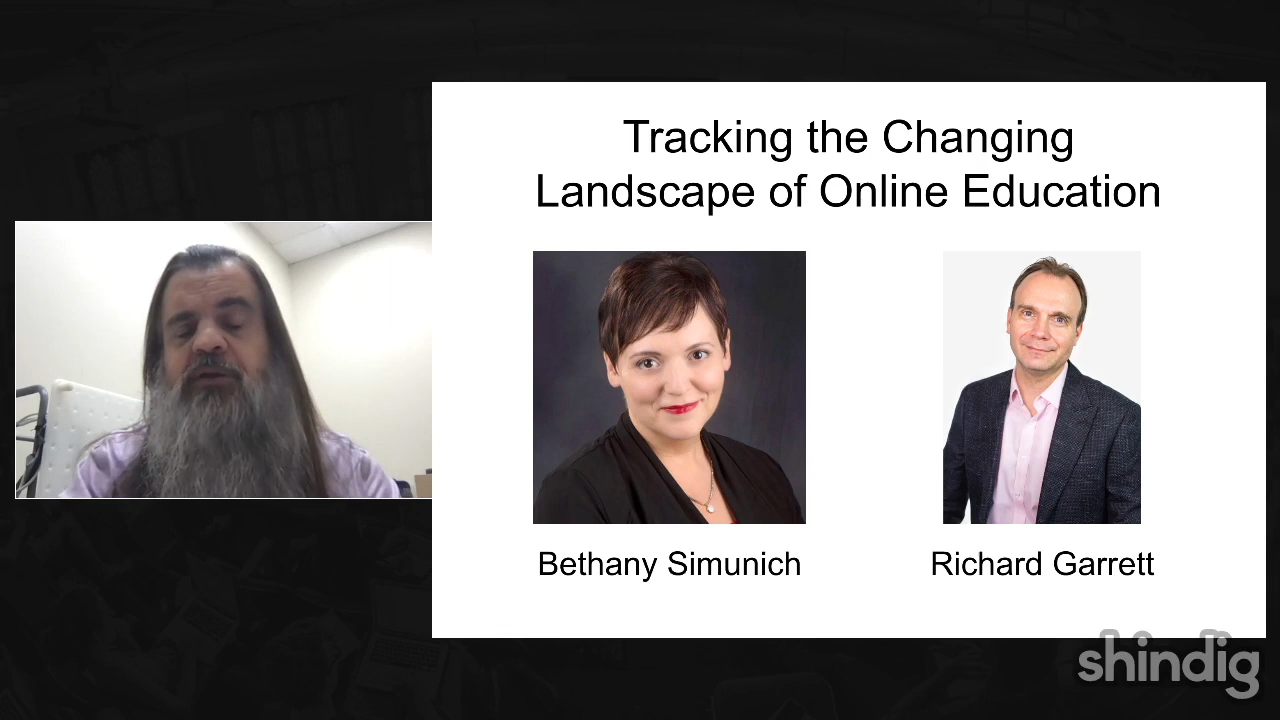 Tracking the Changing
Landscape of Online Education
Bethany Simunich
Richard Garrett
shindig